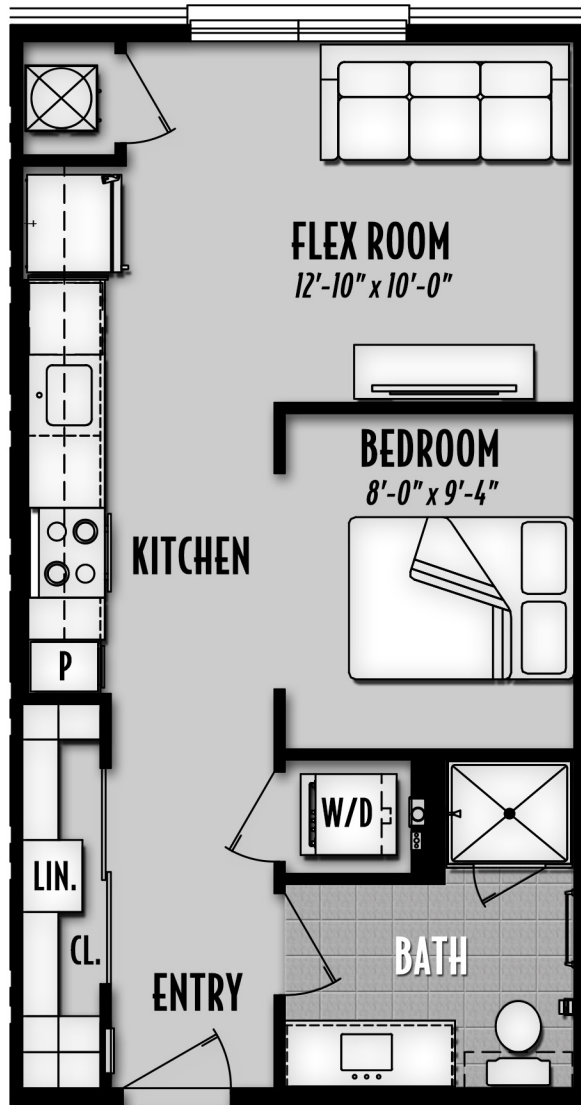 FLEX ROOM
12'-10" x 10'-0"
BEDROOM
8'-0" x 9'-4"
KITCHEN
P
W/D
LIN.
CL.
BATH
ENTRY